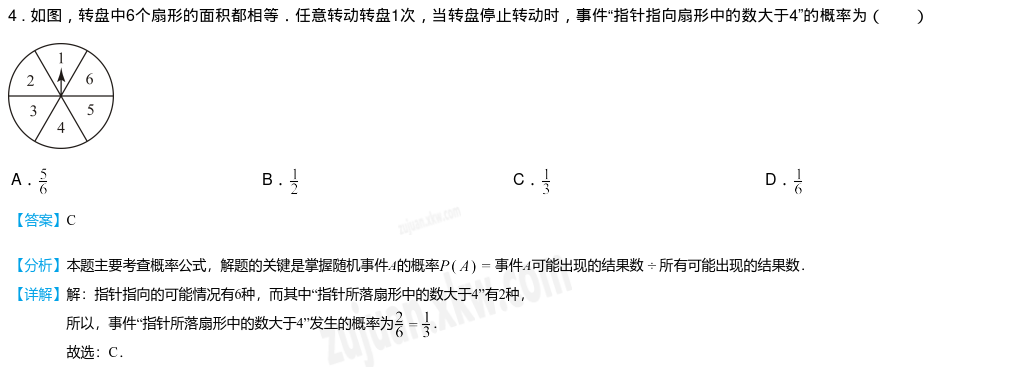 4．如图，转盘中6个扇形的面积都相等．任意转动转盘1次，当转盘停止转动时，事件“指针指向扇形中的数大于4”的概率为（　　）
1
2 6
3 5
4
A．5/6 B．1/2 C．1/3 D．1/6
【答案】C
zujuan.xkw.com
【分析】本题主要考查概率公式，解题的关键是掌握随机事件A的概率P(A)=事件A可能出现的结果数÷所有可能出现的结果数．
【详解】解：指针指向的可能情况有6种，而其中“指针所落扇形中的数大于4”有2种，
所以，事件“指针所落扇形中的数大于4”发生的概率为2/6=1/3．
故选：C．
zujuan.xkw.com